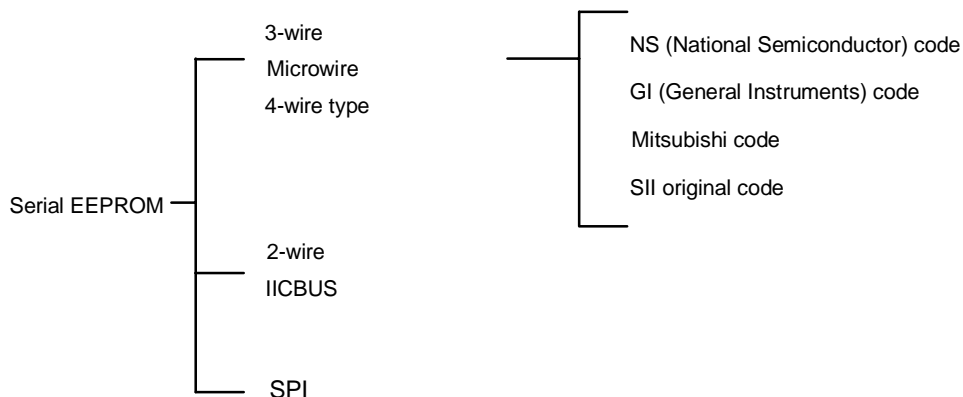 Serial EEPROM
3-wire
Microwire
4-wire type
NS (National Semiconductor) code
GI (General Instruments) code
Mitsubishi code
SII original code
2-wire
IICBUS
SPI